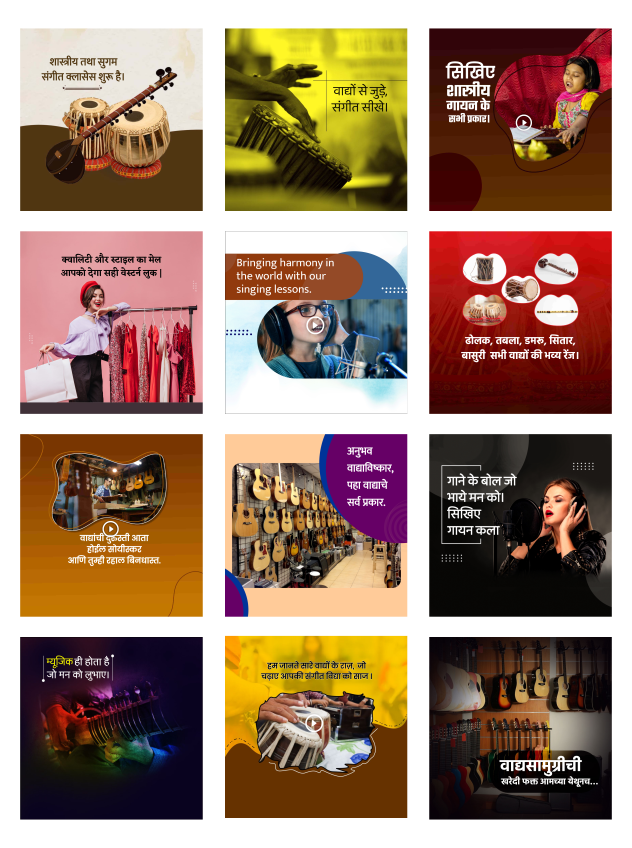 शास्त्रीय तथा सुगम
संगीत क्लासेस शुरू है।
वाद्यों से जुड़े,
संगीत सीखे।
सिखिए
शास्त्रीय
गायन के
सभी प्रकार।
क्वालिटी और स्टाइल का मेल
आपको देगा सही वेस्टर्न लुक |
Bringing harmony in
the world with our
singing lessons.
ढोलक, तबला, डमरू, सितार,
बासुरी सभी वाद्यों की भव्य रेंज।
वाद्यांची दुरुस्ती आता
होईल सोयीस्कर
आणि तुम्ही रहाल बिनधास्त.
अनुभव
वाद्याविष्कार,
पहा वाद्याचे
सर्व प्रकार.
गाने के बोल जो
भाये मन को।
सिखिए
गायन कला
म्यूजिक ही होता है
जो मन को लुभाए।
हम जानते सारे वाद्यों के राज़, जो
चढ़ाए आपकी संगीत विद्या को साज ।
वाद्यसामुग्रीची
खरेदी फक्त आमच्या येथूनच...